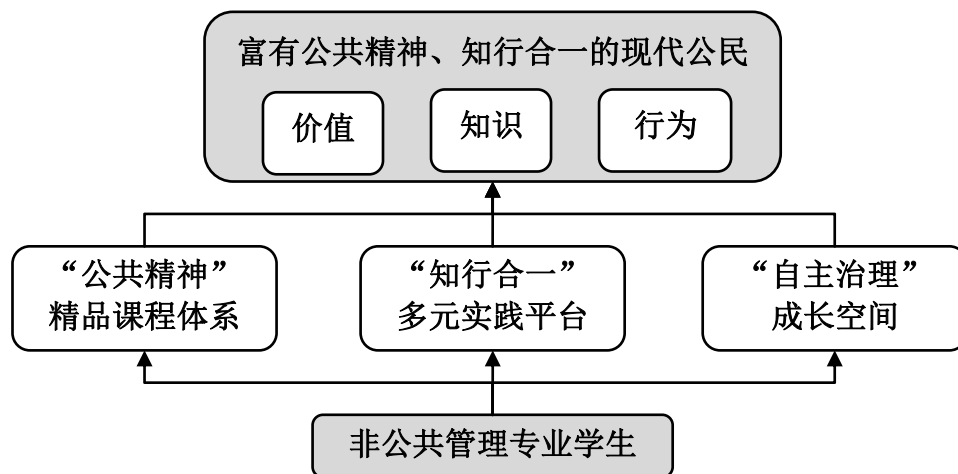 富有公共精神、知行合一的现代公民
价值
知识
行为
“公共精神”
精品课程体系
“知行合一”
多元实践平台
“自主治理”
成长空间
非公共管理专业学生